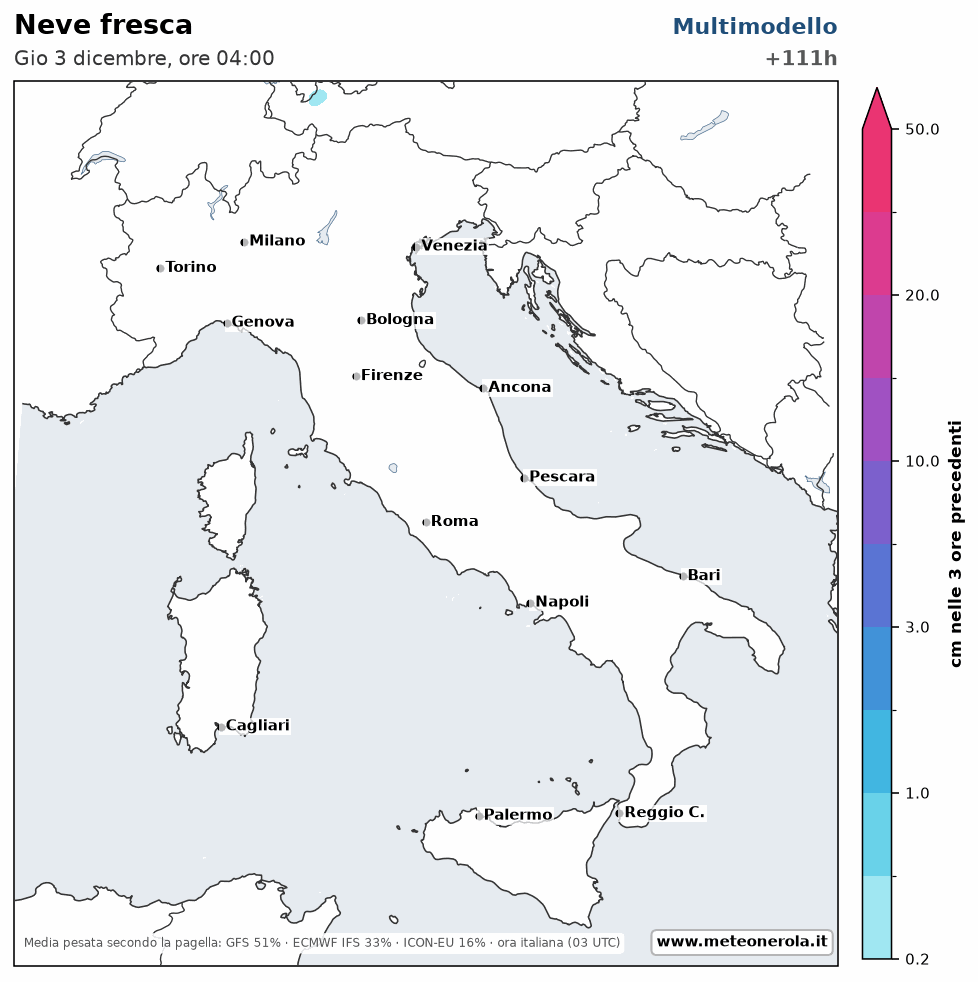 Neve fresca
Multimodello
Gio 3 dicembre, ore 04:00
+111h
50.0
Venezia
Milano
Torino
20.0
Bologna
Genova
Firenze
Ancona
10.0
Pescara
Roma
Bari
Napoli
3.0
cm nelle 3 ore precedenti
Cagliari
1.0
Reggio C.
Palermo
Media pesata secondo la pagella: GFS 51% · ECMWF IFS 33% · ICON-EU 16% · ora italiana (03 UTC)
www.meteonerola.it
0.2